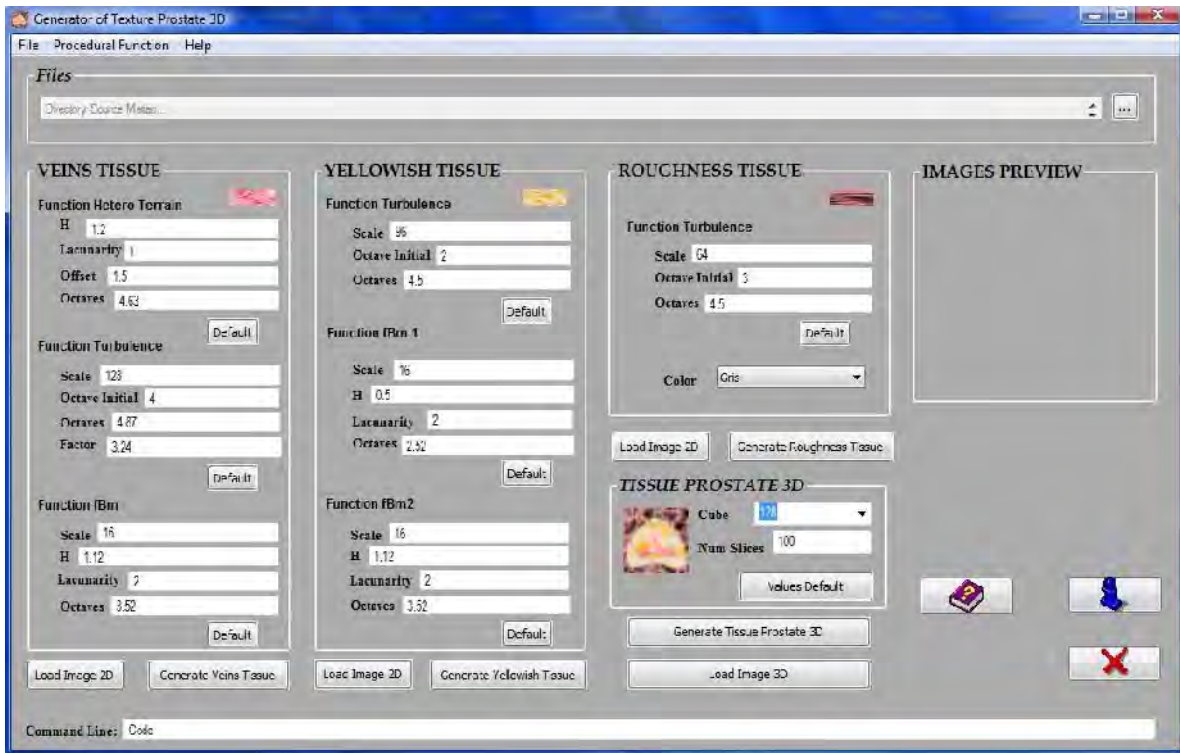 Generator of Texture Prostate 3D
File Procedural Function Help
Files
...
VEINS TISSUE
Function Hetero Terrain
H 1.2
Lacunarity 1
Offset 1.5
Octaves 4.63
Default
Function Turbulence
Scale 128
Octave Initial 4
Octaves 4.87
Factor 3.24
Default
Function fBm
Scale 16
H 1.12
Lacunarity 2
Octaves 3.52
Default
Load Image 2D Generate Veins Tissue
YELLOWISH TISSUE
Function Turbulence
Scale 96
Octave Initial 2
Octaves 4.5
Default
Function fBm 1
Scale 16
H 0.5
Lacunarity 2
Octaves 2.52
Default
Function fBm2
Scale 16
H 1.12
Lacunarity 2
Octaves 3.52
Default
Load Image 2D Generate Yellowish Tissue
ROUGHNESS TISSUE
Function Turbulence
Scale 64
Octave Initial 3
Octaves 4.5
Default
Color Gris
Load Image 2D Generate Roughness Tissue
TISSUE PROSTATE 3D
Cube 128
Num Slices 100
Values Default
Generate Tissue Prostate 3D
Load Image 3D
IMAGES PREVIEW
Command Line: Code